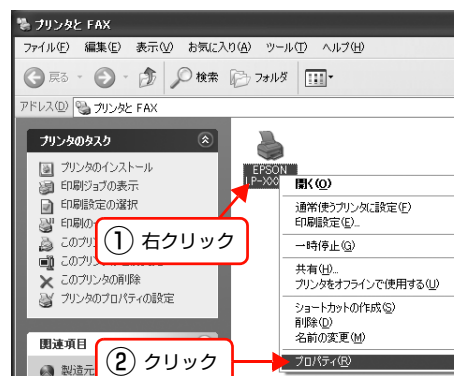 プリンタと FAX
ファイル(F) 編集(E) 表示(V) お気に入り(A) ツール(T) ヘルプ(H)
戻る 検索 フォルダ
アドレス(D) プリンタと FAX
プリンタのタスク
プリンタのインストール
印刷ジョブの表示
印刷設定の選択
印刷の
このプリ
このプリンタの削除
プリンタのプロパティの設定
関連項目
製造元
EPSON
LP-XXX
① 右クリック
開く(O)
通常使うプリンタに設定(F)
印刷設定(E)...
一時停止(G)
共有(H)...
プリンタをオフラインで使用する(U)
ショートカットの作成(S)
削除(D)
名前の変更(M)
プロパティ(R)
② クリック